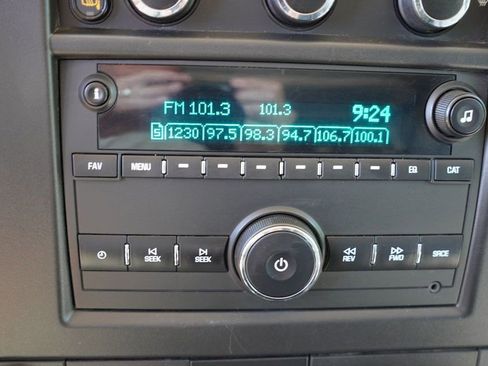 FM 101.3 101.3 9:24
5 1230 97.5 98.3 94.7 106.7 100.1
FAV MENU EQ CAT
SEEK SEEK REV FWD SRCE